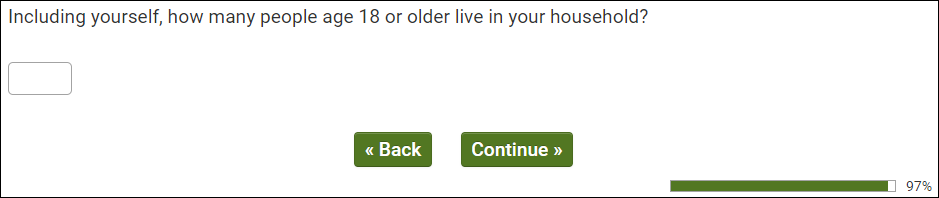 Including yourself, how many people age 18 or older live in your household?
« Back
Continue »
97%